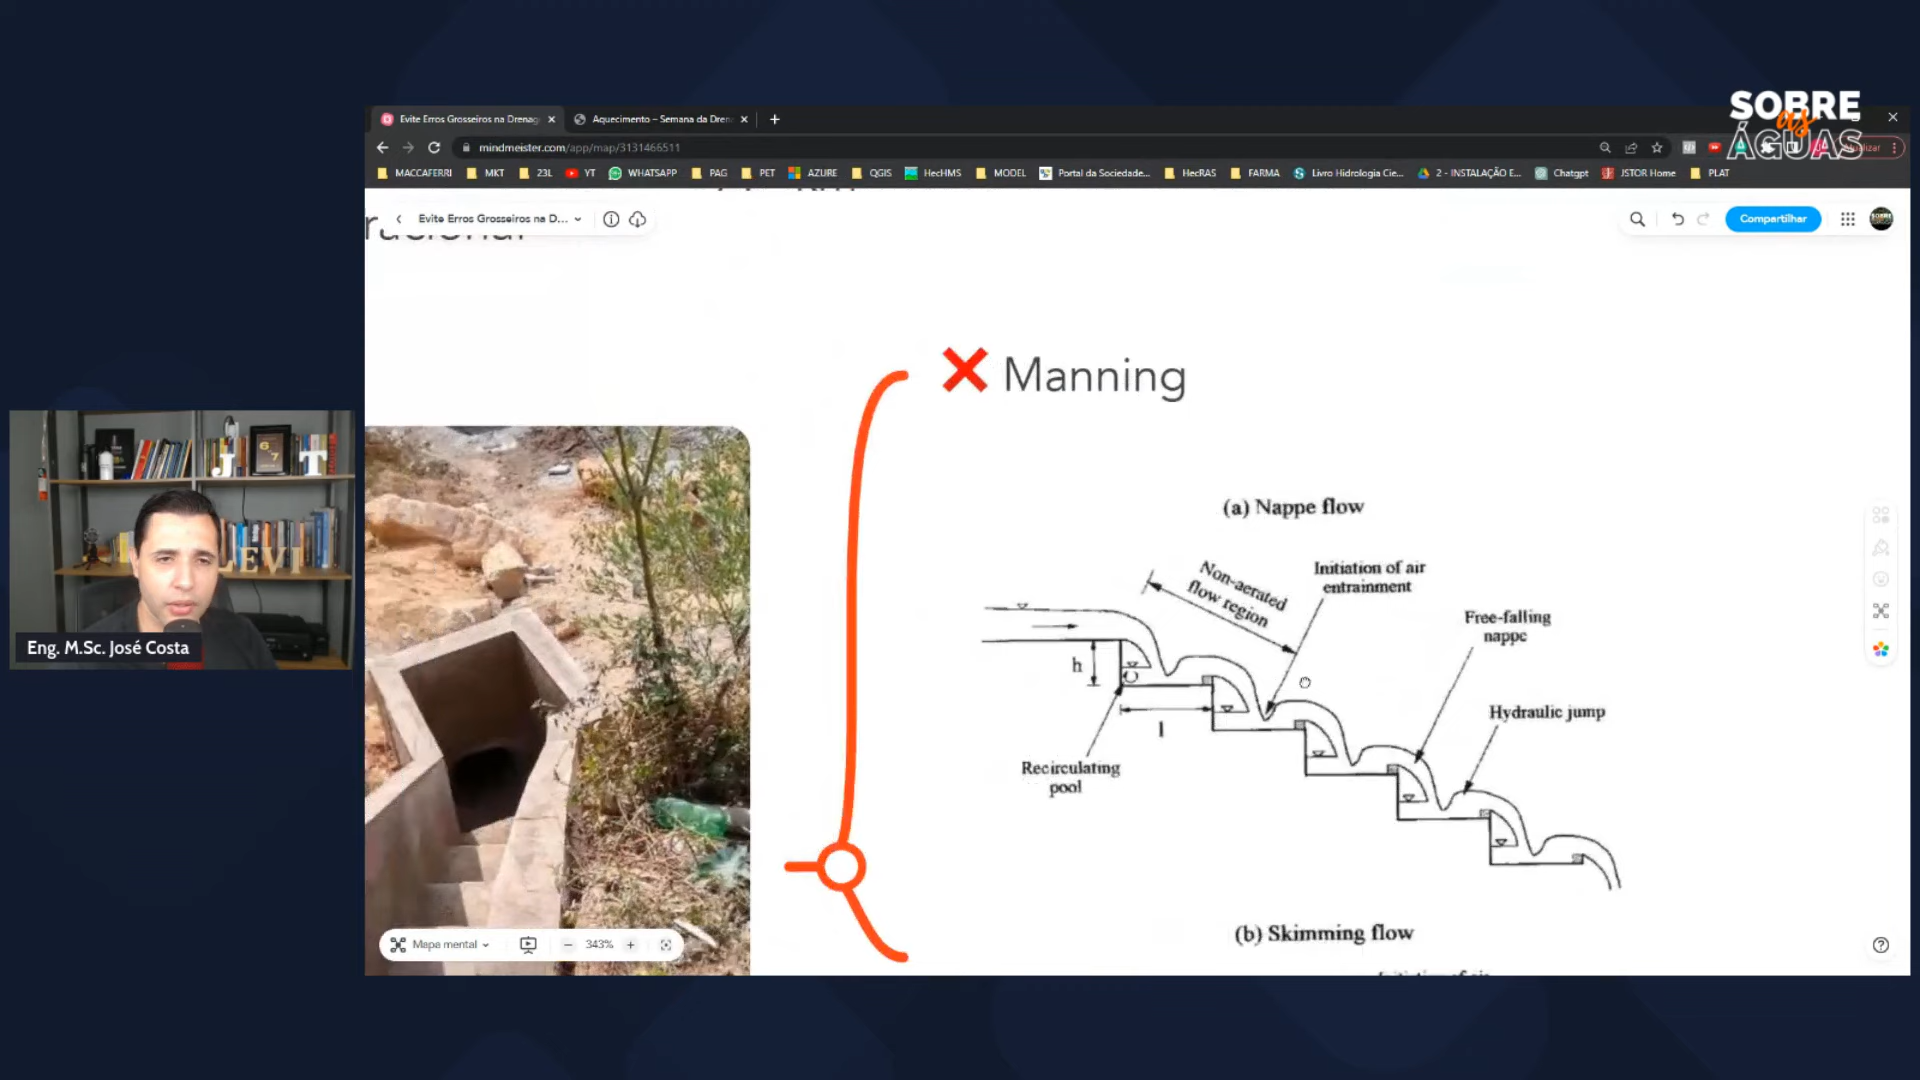 SOBRE
as
ÁGUAS
Evite Erros Grosseiros na Drenag
Aquecimento – Semana da Dren
mindmeister.com/app/map/3131466511
MACCAFERRI
MKT
23L
YT
WHATSAPP
PAG
PET
AZURE
QGIS
HecHMS
MODEL
Portal da Sociedade...
HecRAS
FARMA
Livro Hidrologia Cie...
2 - INSTALAÇÃO E...
Chatgpt
JSTOR Home
PLAT
Evite Erros Grosseiros na D...
Compartilhar
Manning
(a) Nappe flow
Non-aerated
flow region
Initiation of air
entrainment
Free-falling
nappe
h
l
Hydraulic jump
Recirculating
pool
(b) Skimming flow
J
6
7
T
LEVI
Eng. M.Sc. José Costa
Mapa mental
343%